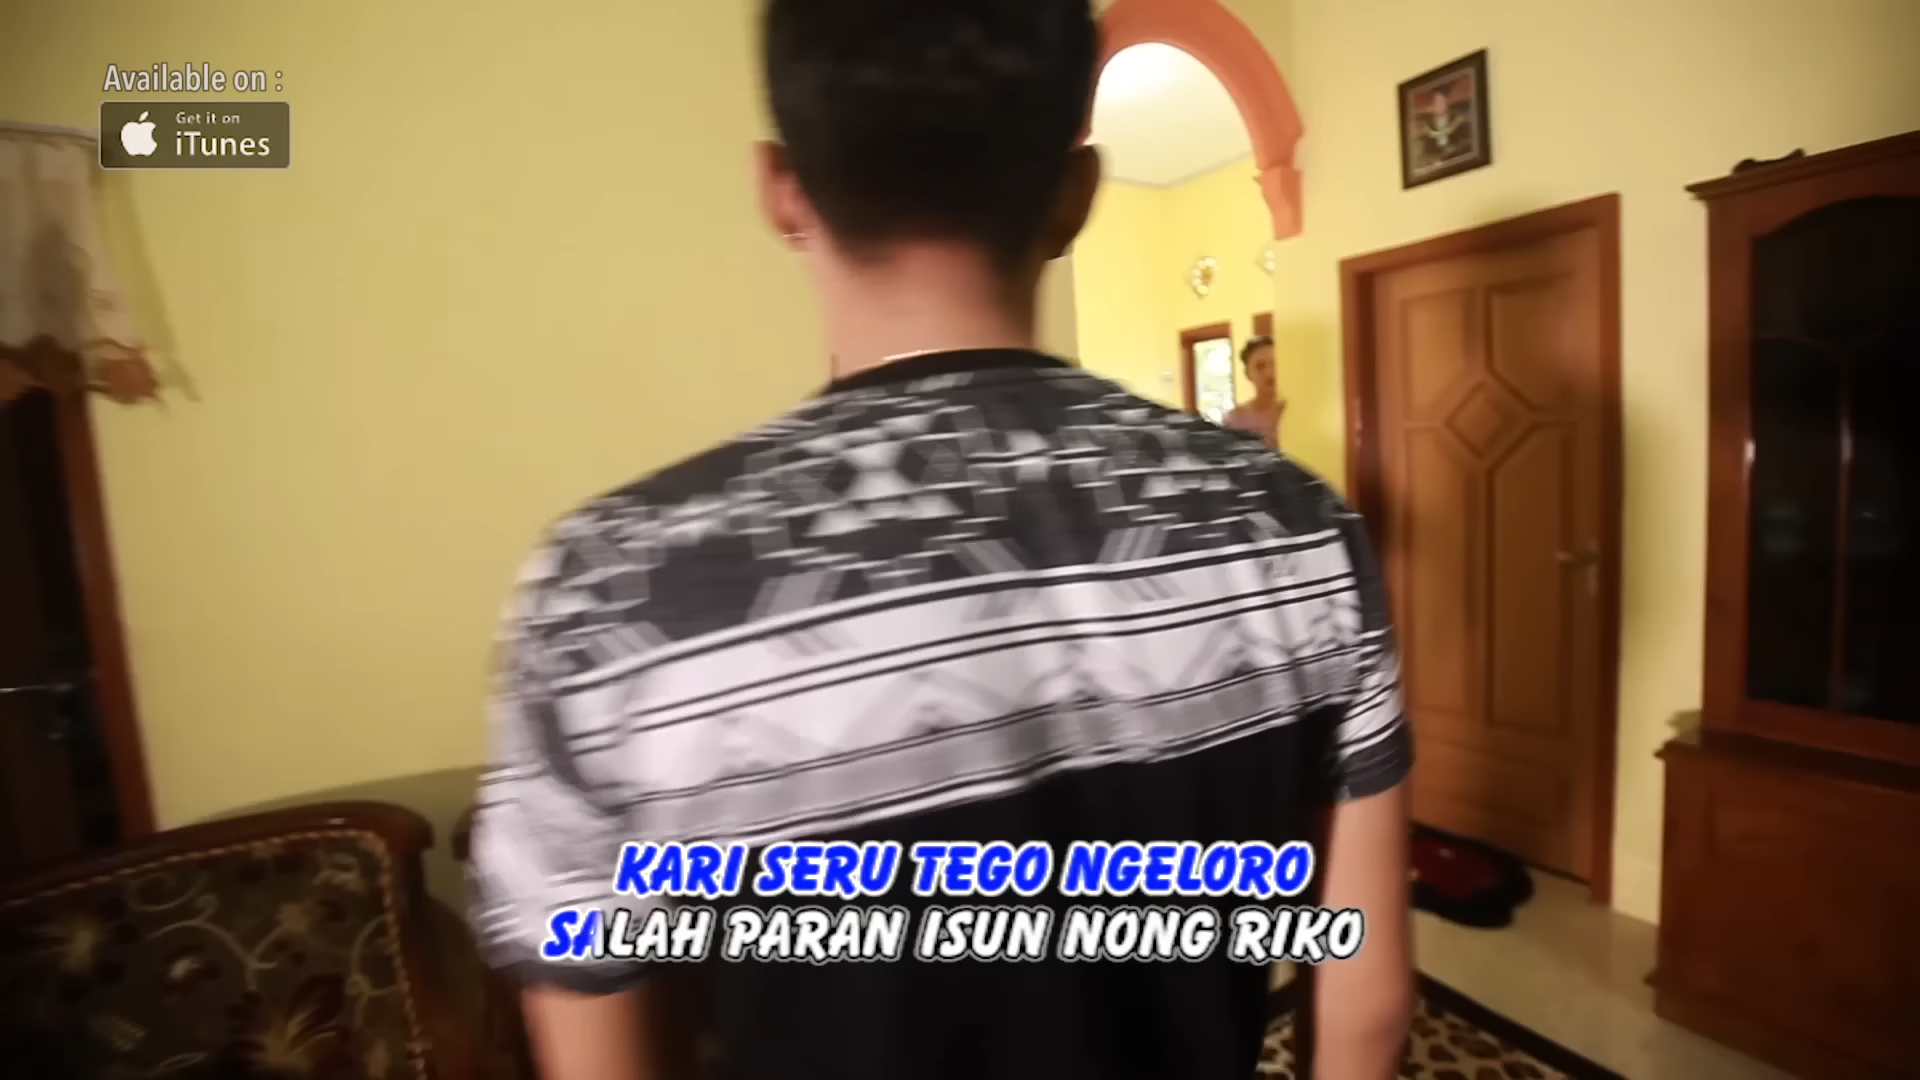 Available on :
Get it on
iTunes
KARI SERU TEGO NGELORO
SALAH PARAN ISUN NONG RIKO